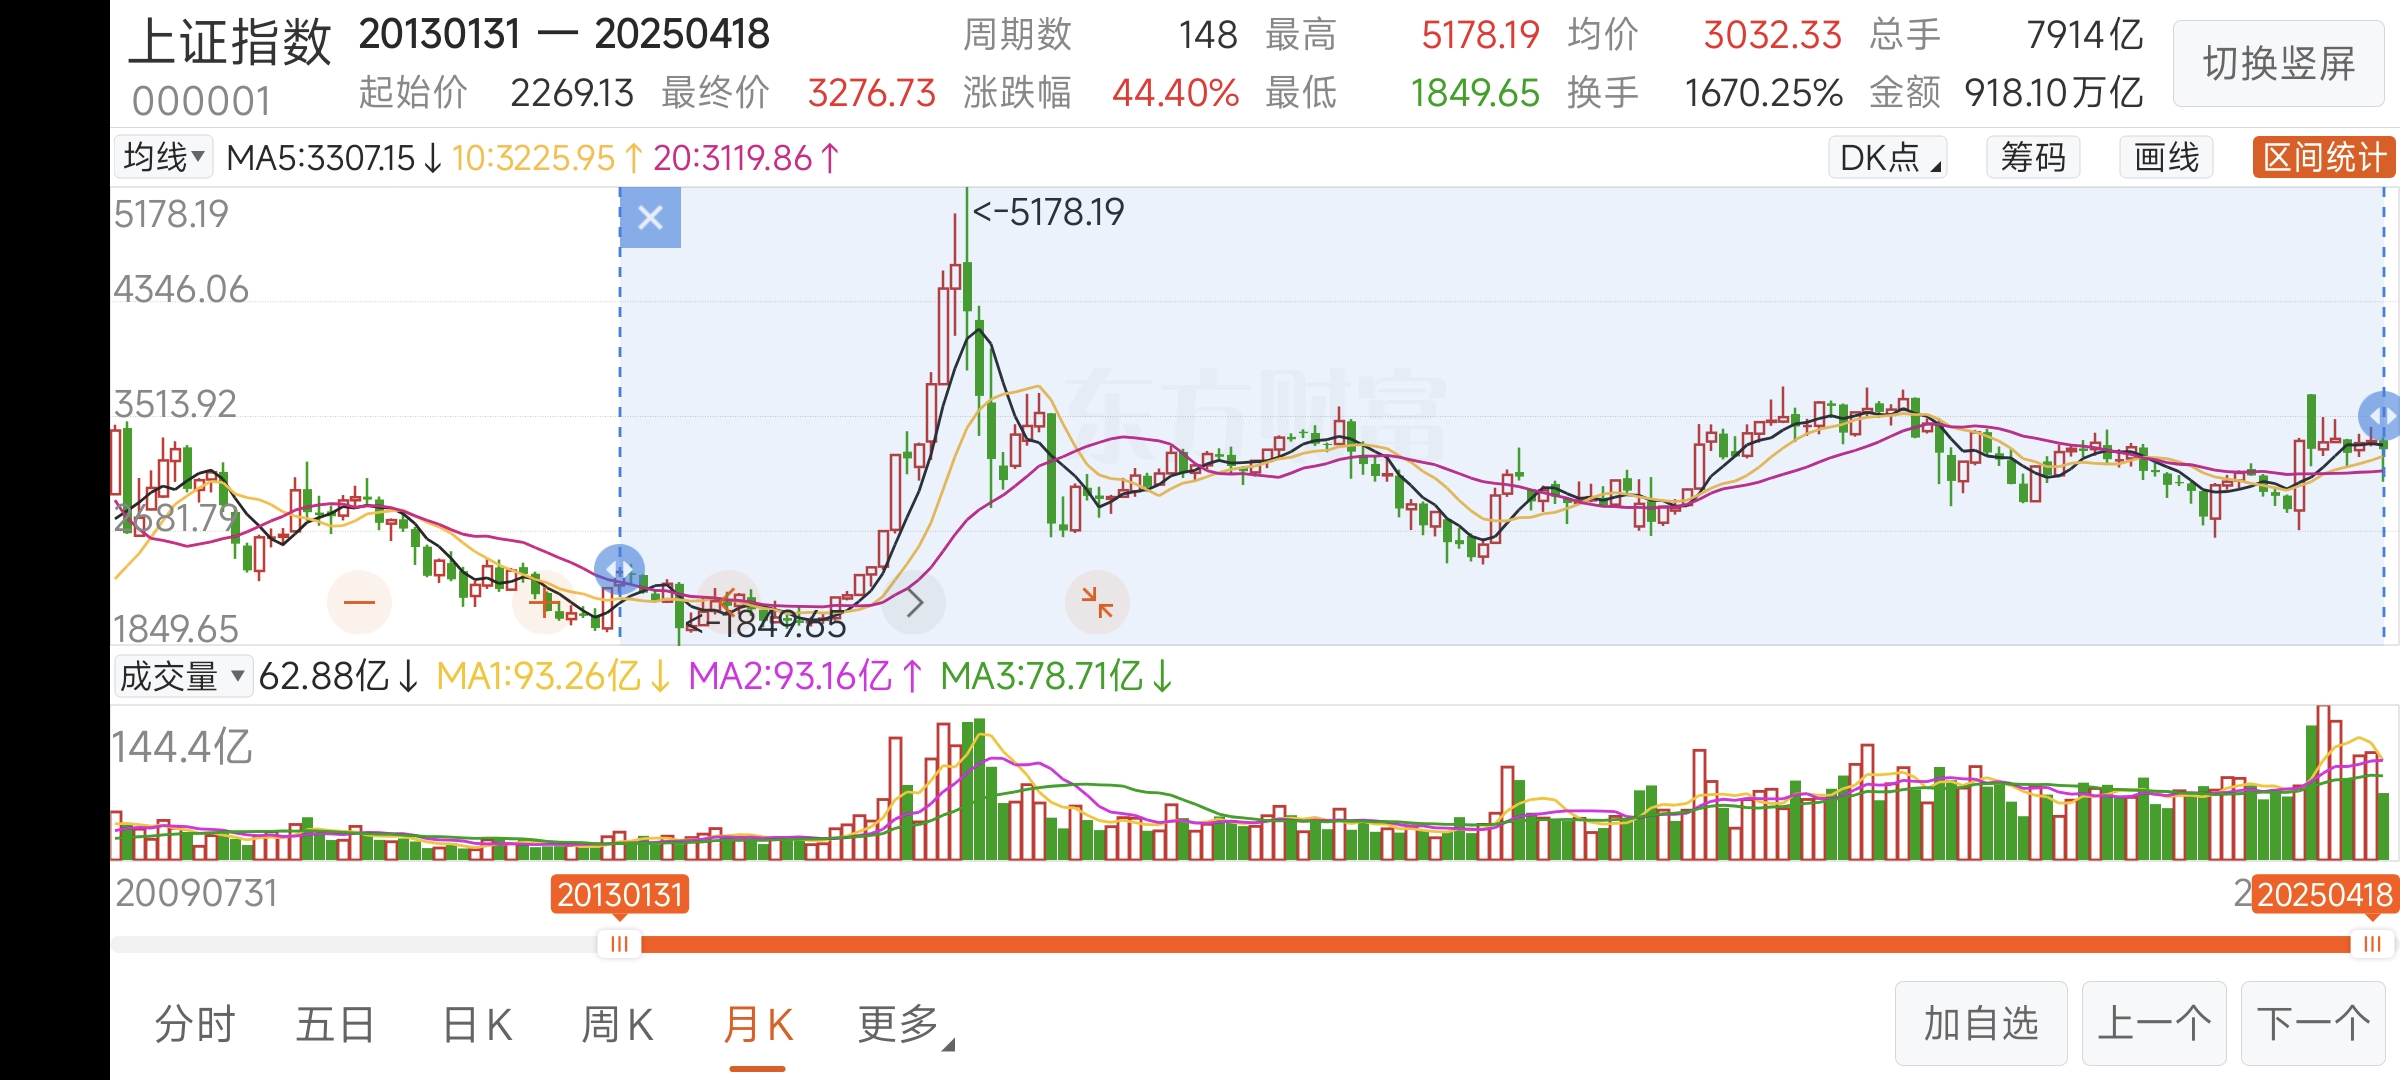 上证指数 20130131 — 20250418 周期数 148 最高 5178.19 均价 3032.33 总手 7914亿 切换竖屏
000001 起始价 2269.13 最终价 3276.73 涨跌幅 44.40% 最低 1849.65 换手 1670.25% 金额 918.10万亿
均线 MA5:3307.15↓ 10:3225.95↑ 20:3119.86↑ DK点 筹码 画线 区间统计
5178.19 <-5178.19
4346.06
3513.92 东方财富
2681.79
1849.65 <-1849.65
成交量 62.88亿↓ MA1:93.26亿↓ MA2:93.16亿↑ MA3:78.71亿↓
144.4亿
20090731 20130131 2 20250418
分时 五日 日K 周K 月K 更多 加自选 上一个 下一个